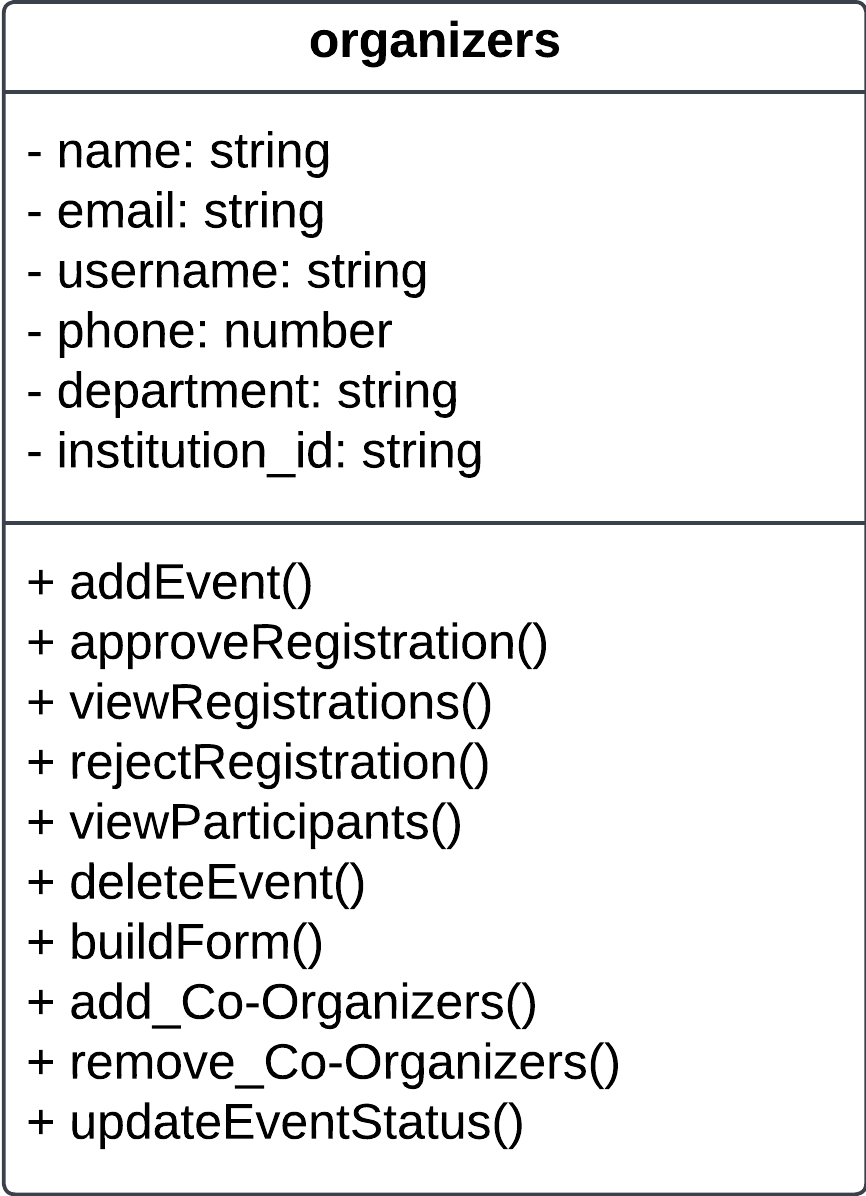 organizers
- name: string
- email: string
- username: string
- phone: number
- department: string
- institution_id: string
+ addEvent()
+ approveRegistration()
+ viewRegistrations()
+ rejectRegistration()
+ viewParticipants()
+ deleteEvent()
+ buildForm()
+ add_Co-Organizers()
+ remove_Co-Organizers()
+ updateEventStatus()